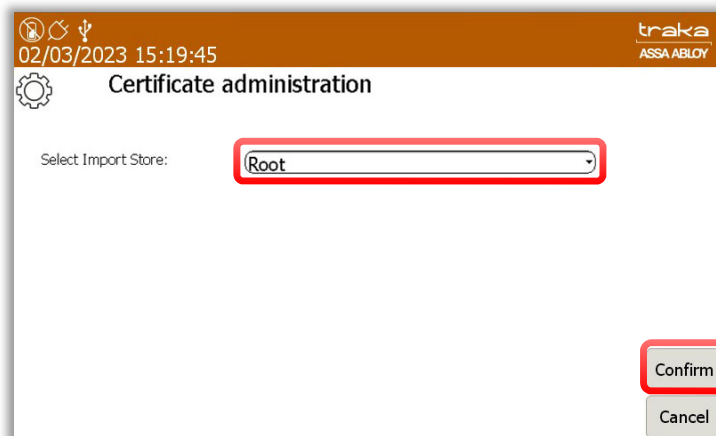 traka
02/03/2023 15:19:45
ASSA ABLOY
Certificate administration
Select Import Store:
Root
Confirm
Cancel